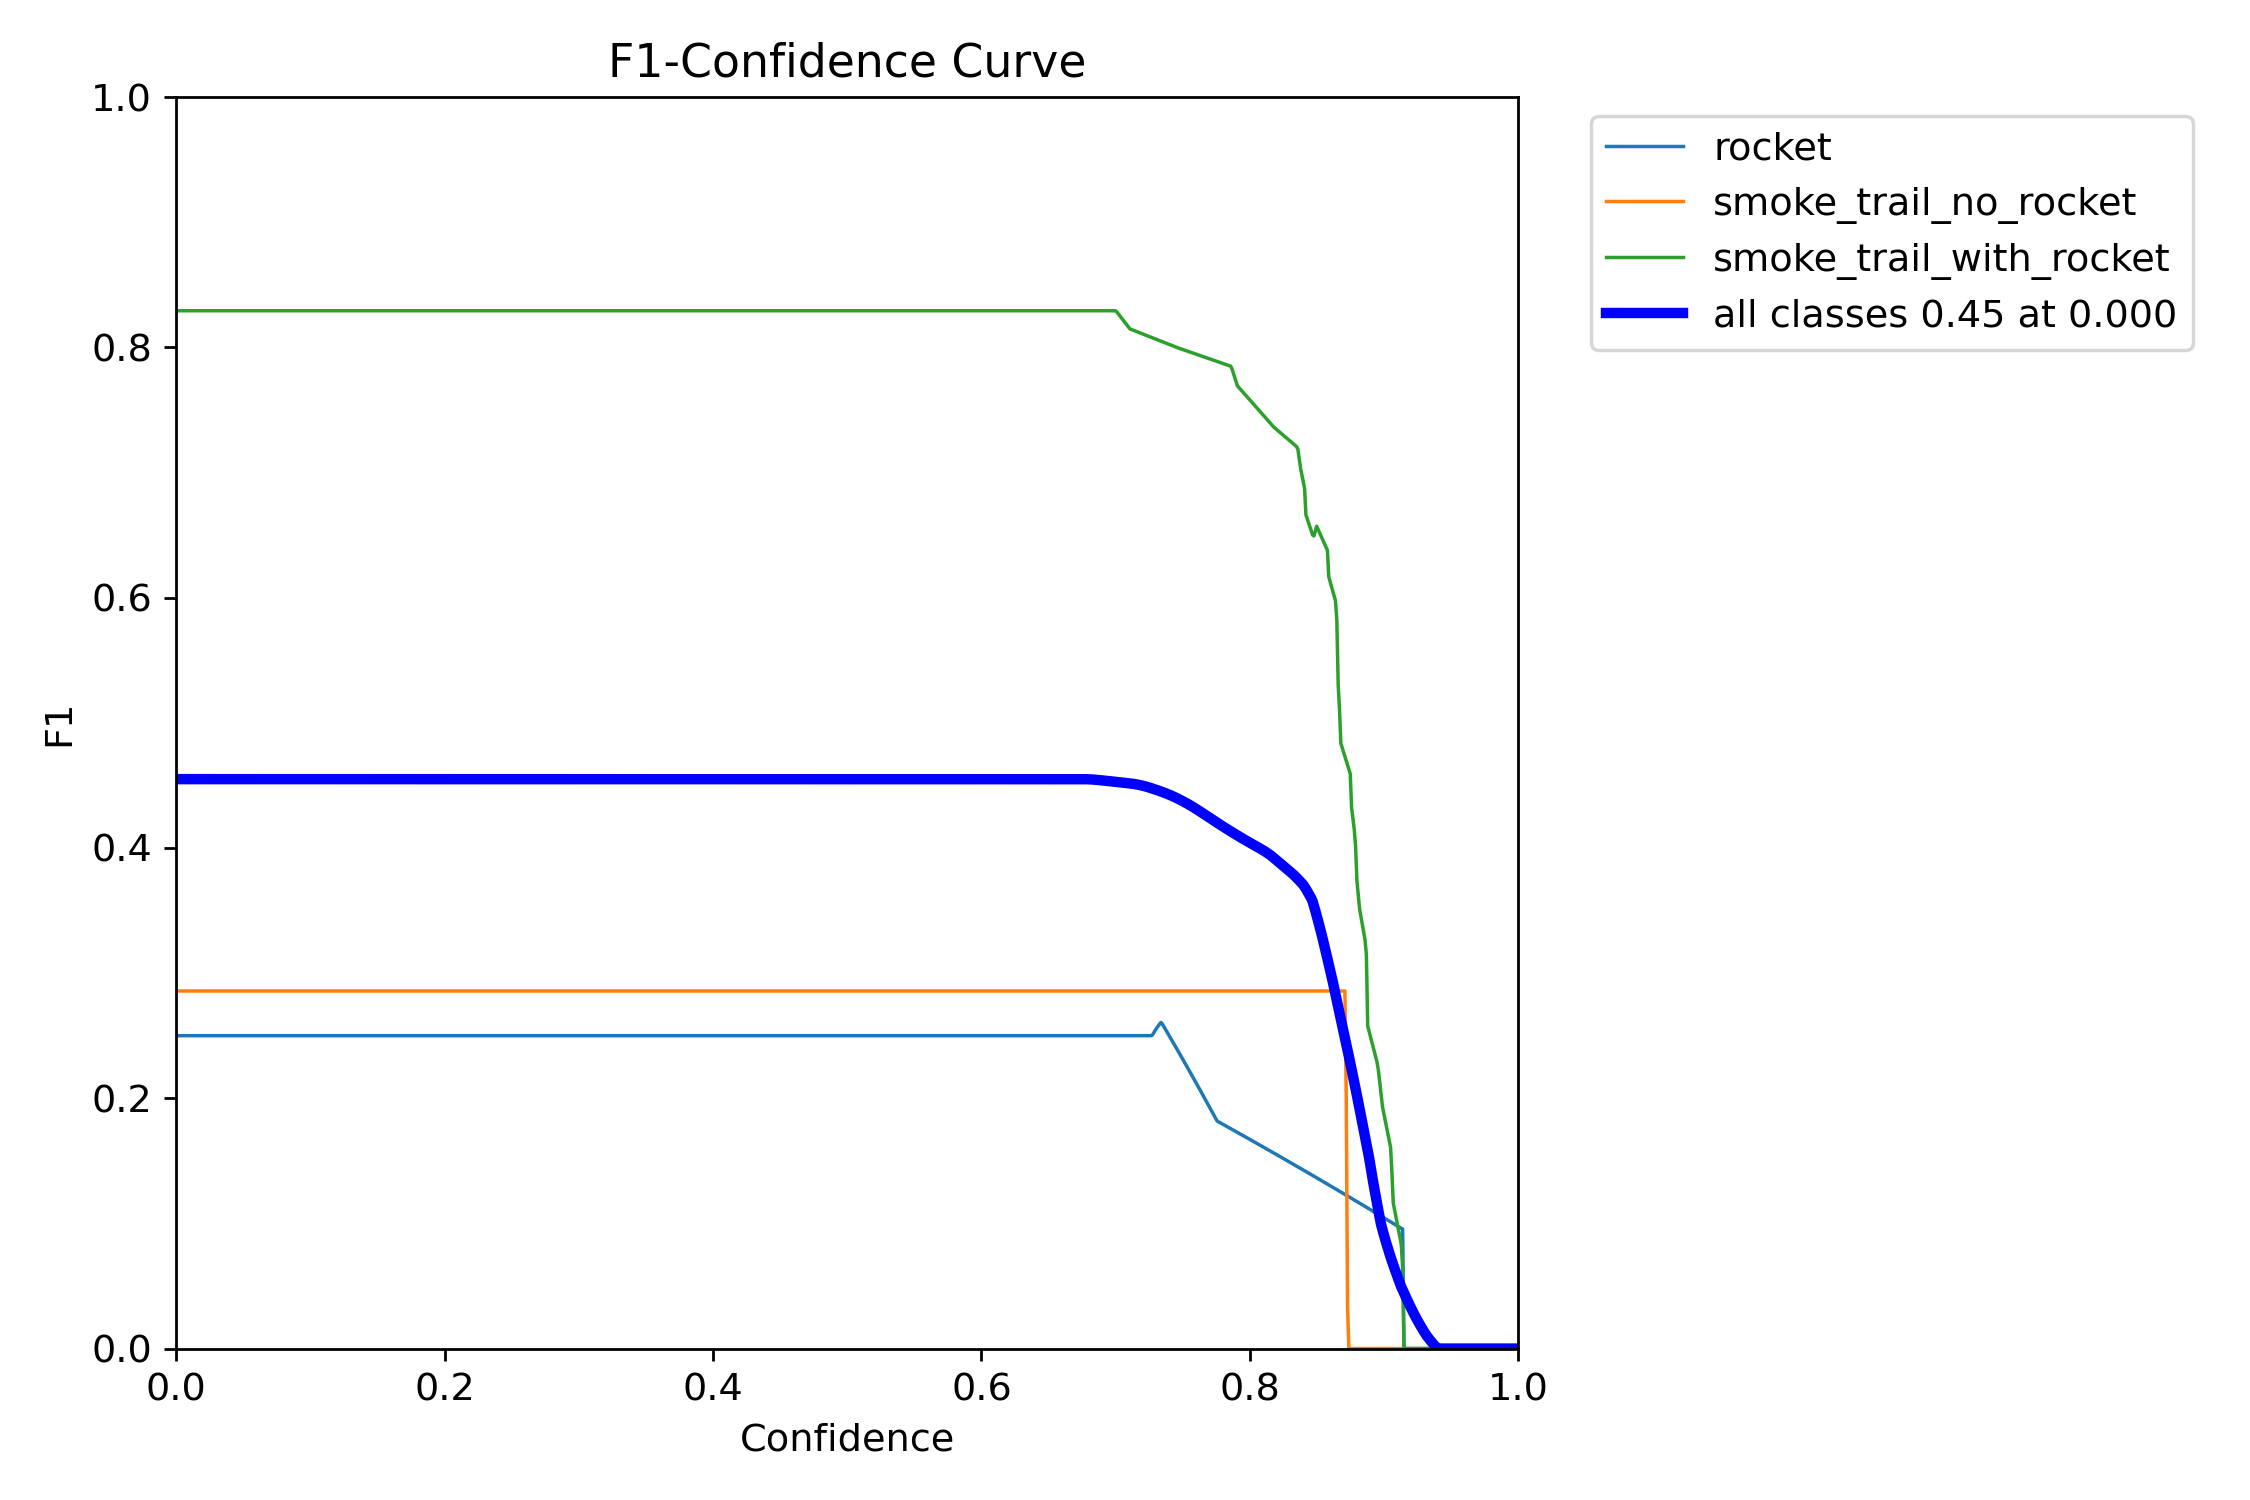 F1-Confidence Curve
1.0
0.8
0.6
0.4
0.2
0.0
F1
0.0 0.2 0.4 0.6 0.8 1.0
Confidence
rocket
smoke_trail_no_rocket
smoke_trail_with_rocket
all classes 0.45 at 0.000